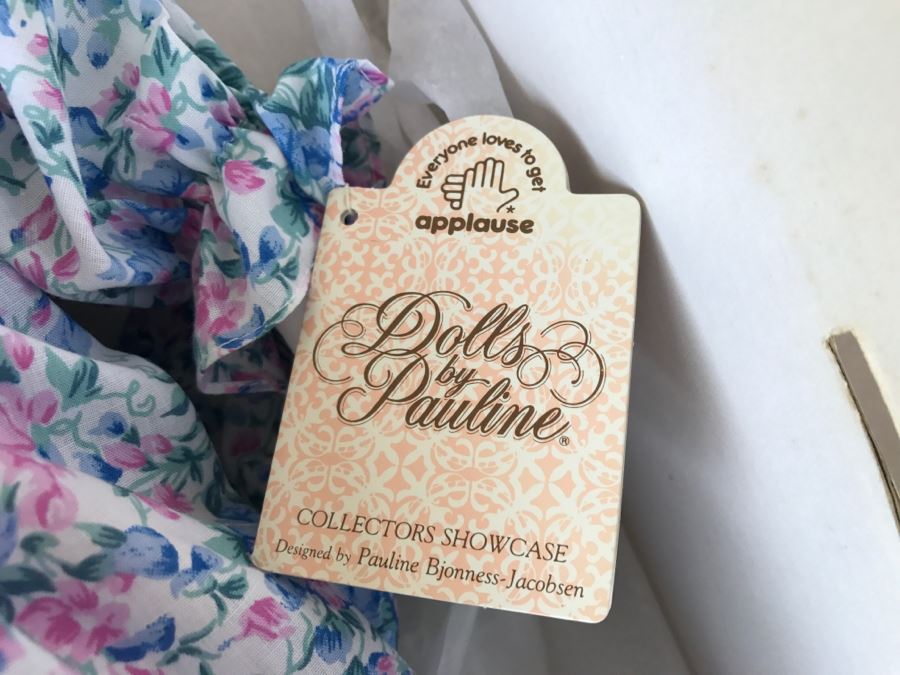 Everyone loves to get
applause
Dolls
by
Pauline®
COLLECTORS SHOWCASE
Designed by Pauline Bjonness-Jacobsen